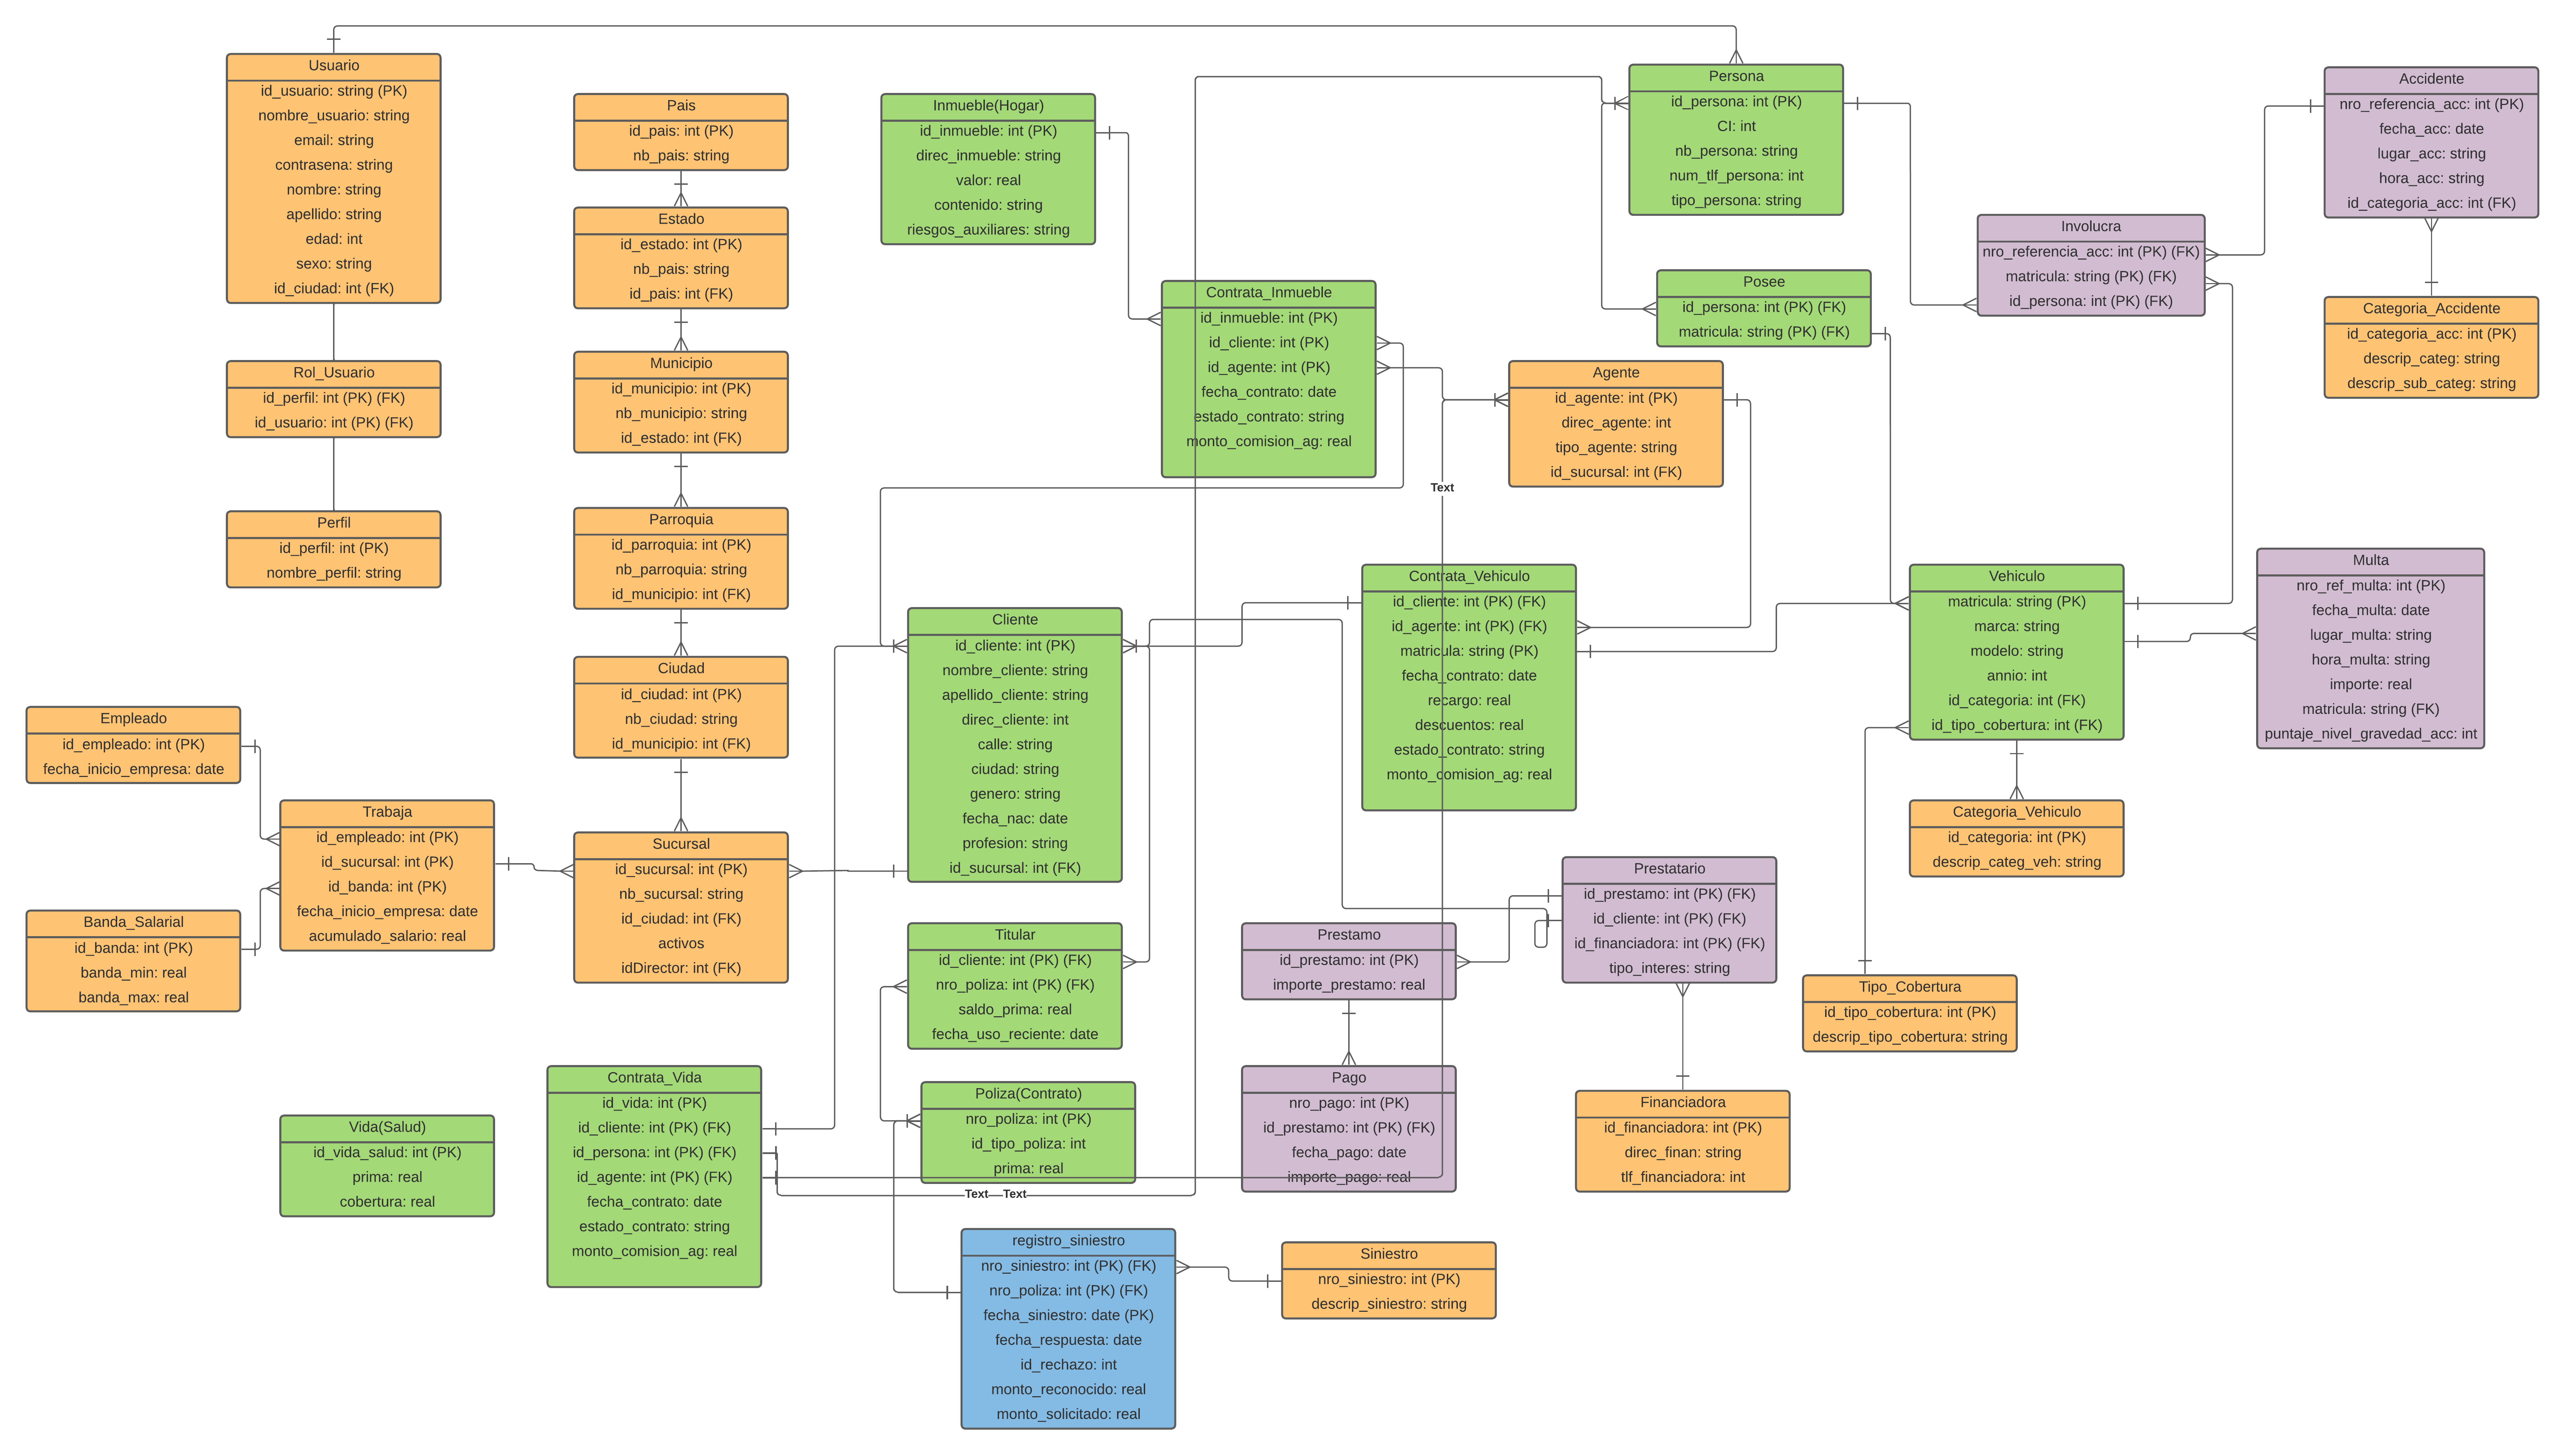 Usuario
id_usuario: string (PK)
nombre_usuario: string
email: string
contrasena: string
nombre: string
apellido: string
edad: int
sexo: string
id_ciudad: int (FK)
Rol_Usuario
id_perfil: int (PK) (FK)
id_usuario: int (PK) (FK)
Perfil
id_perfil: int (PK)
nombre_perfil: string
Empleado
id_empleado: int (PK)
fecha_inicio_empresa: date
Banda_Salarial
id_banda: int (PK)
banda_min: real
banda_max: real
Trabaja
id_empleado: int (PK)
id_sucursal: int (PK)
id_banda: int (PK)
fecha_inicio_empresa: date
acumulado_salario: real
Vida(Salud)
id_vida_salud: int (PK)
prima: real
cobertura: real
Pais
id_pais: int (PK)
nb_pais: string
Estado
id_estado: int (PK)
nb_pais: string
id_pais: int (FK)
Municipio
id_municipio: int (PK)
nb_municipio: string
id_estado: int (FK)
Parroquia
id_parroquia: int (PK)
nb_parroquia: string
id_municipio: int (FK)
Ciudad
id_ciudad: int (PK)
nb_ciudad: string
id_municipio: int (FK)
Sucursal
id_sucursal: int (PK)
nb_sucursal: string
id_ciudad: int (FK)
activos
idDirector: int (FK)
Contrata_Vida
id_vida: int (PK)
id_cliente: int (PK) (FK)
id_persona: int (PK) (FK)
id_agente: int (PK) (FK)
fecha_contrato: date
estado_contrato: string
monto_comision_ag: real
Inmueble(Hogar)
id_inmueble: int (PK)
direc_inmueble: string
valor: real
contenido: string
riesgos_auxiliares: string
Contrata_Inmueble
id_inmueble: int (PK)
id_cliente: int (PK)
id_agente: int (PK)
fecha_contrato: date
estado_contrato: string
monto_comision_ag: real
Cliente
id_cliente: int (PK)
nombre_cliente: string
apellido_cliente: string
direc_cliente: int
calle: string
ciudad: string
genero: string
fecha_nac: date
profesion: string
id_sucursal: int (FK)
Titular
id_cliente: int (PK) (FK)
nro_poliza: int (PK) (FK)
saldo_prima: real
fecha_uso_reciente: date
Poliza(Contrato)
nro_poliza: int (PK)
id_tipo_poliza: int
prima: real
Text
Text
registro_siniestro
nro_siniestro: int (PK) (FK)
nro_poliza: int (PK) (FK)
fecha_siniestro: date (PK)
fecha_respuesta: date
id_rechazo: int
monto_reconocido: real
monto_solicitado: real
Siniestro
nro_siniestro: int (PK)
descrip_siniestro: string
Persona
id_persona: int (PK)
CI: int
nb_persona: string
num_tlf_persona: int
tipo_persona: string
Posee
id_persona: int (PK) (FK)
matricula: string (PK) (FK)
Agente
id_agente: int (PK)
direc_agente: int
tipo_agente: string
id_sucursal: int (FK)
Text
Contrata_Vehiculo
id_cliente: int (PK) (FK)
id_agente: int (PK) (FK)
matricula: string (PK)
fecha_contrato: date
recargo: real
descuentos: real
estado_contrato: string
monto_comision_ag: real
Prestamo
id_prestamo: int (PK)
importe_prestamo: real
Pago
nro_pago: int (PK)
id_prestamo: int (PK) (FK)
fecha_pago: date
importe_pago: real
Prestatario
id_prestamo: int (PK) (FK)
id_cliente: int (PK) (FK)
id_financiadora: int (PK) (FK)
tipo_interes: string
Financiadora
id_financiadora: int (PK)
direc_finan: string
tlf_financiadora: int
Accidente
nro_referencia_acc: int (PK)
fecha_acc: date
lugar_acc: string
hora_acc: string
id_categoria_acc: int (FK)
Involucra
nro_referencia_acc: int (PK) (FK)
matricula: string (PK) (FK)
id_persona: int (PK) (FK)
Categoria_Accidente
id_categoria_acc: int (PK)
descrip_categ: string
descrip_sub_categ: string
Vehiculo
matricula: string (PK)
marca: string
modelo: string
annio: int
id_categoria: int (FK)
id_tipo_cobertura: int (FK)
Multa
nro_ref_multa: int (PK)
fecha_multa: date
lugar_multa: string
hora_multa: string
importe: real
matricula: string (FK)
puntaje_nivel_gravedad_acc: int
Categoria_Vehiculo
id_categoria: int (PK)
descrip_categ_veh: string
Tipo_Cobertura
id_tipo_cobertura: int (PK)
descrip_tipo_cobertura: string